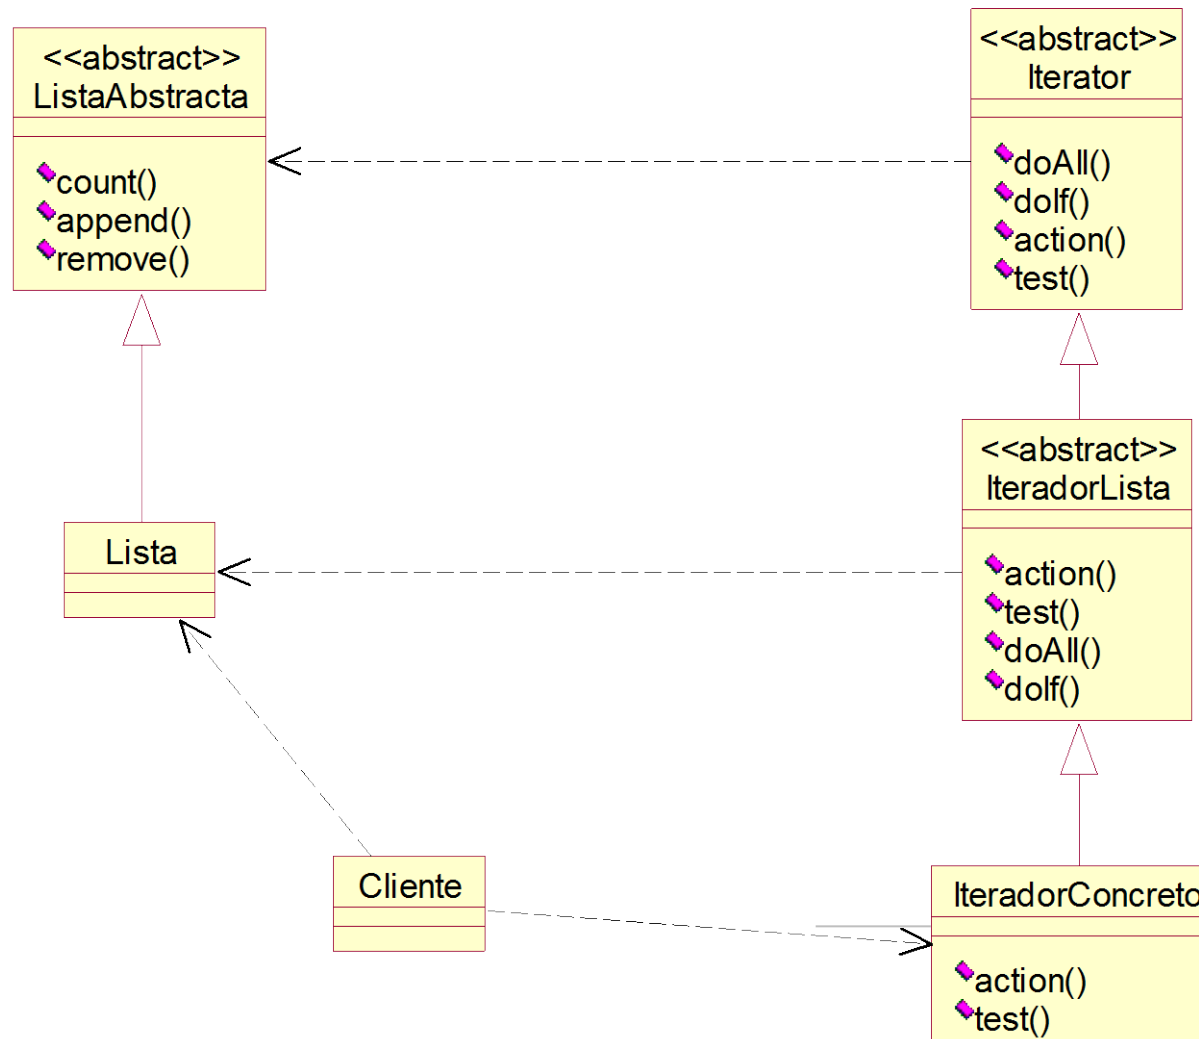 <<abstract>>
ListaAbstracta
count()
append()
remove()
<<abstract>>
Iterator
doAll()
doIf()
action()
test()
Lista
<<abstract>>
IteradorLista
action()
test()
doAll()
doIf()
Cliente
IteradorConcreto
action()
test()